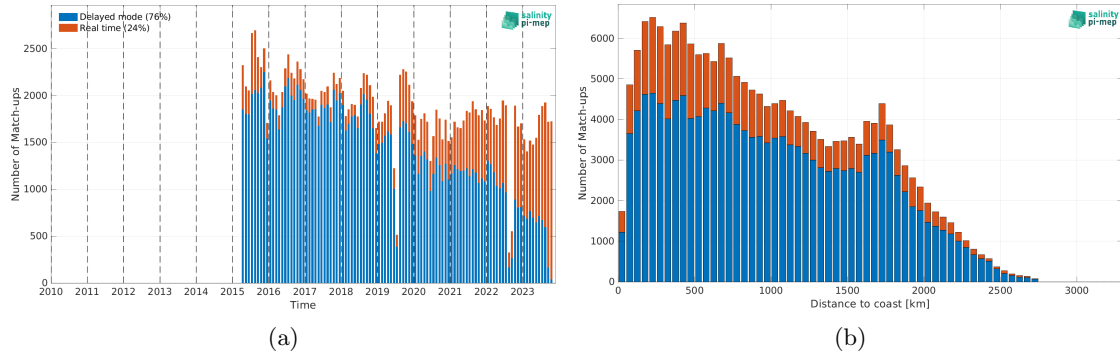 Delayed mode (76%)
Real time (24%)
salinity
pi-mep
Number of Match-ups
2500
2000
1500
1000
500
0
2010 2011 2012 2013 2014 2015 2016 2017 2018 2019 2020 2021 2022 2023
Time
(a)
salinity
pi-mep
Number of Match-ups
6000
5000
4000
3000
2000
1000
0
0 500 1000 1500 2000 2500 3000
Distance to coast [km]
(b)